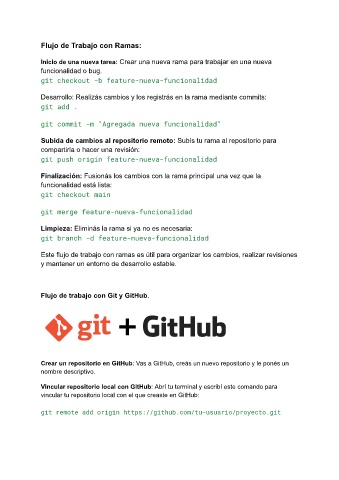 Flujo de Trabajo con Ramas:
Inicio de una nueva tarea: Crear una nueva rama para trabajar en una nueva
funcionalidad o bug.
git checkout -b feature-nueva-funcionalidad
Desarrollo: Realizás cambios y los registrás en la rama mediante commits:
git add .
git commit -m "Agregada nueva funcionalidad"
Subida de cambios al repositorio remoto: Subís tu rama al repositorio para
compartirla o hacer una revisión:
git push origin feature-nueva-funcionalidad
Finalización: Fusionás los cambios con la rama principal una vez que la
funcionalidad está lista:
git checkout main
git merge feature-nueva-funcionalidad
Limpieza: Eliminás la rama si ya no es necesaria:
git branch -d feature-nueva-funcionalidad
Este flujo de trabajo con ramas es útil para organizar los cambios, realizar revisiones
y mantener un entorno de desarrollo estable.
Flujo de trabajo con Git y GitHub.
git + GitHub
Crear un repositorio en GitHub: Vas a GitHub, creás un nuevo repositorio y le ponés un
nombre descriptivo.
Vincular repositorio local con GitHub: Abrí tu terminal y escribí este comando para
vincular tu repositorio local con el que creaste en GitHub:
git remote add origin https://github.com/tu-usuario/proyecto.git